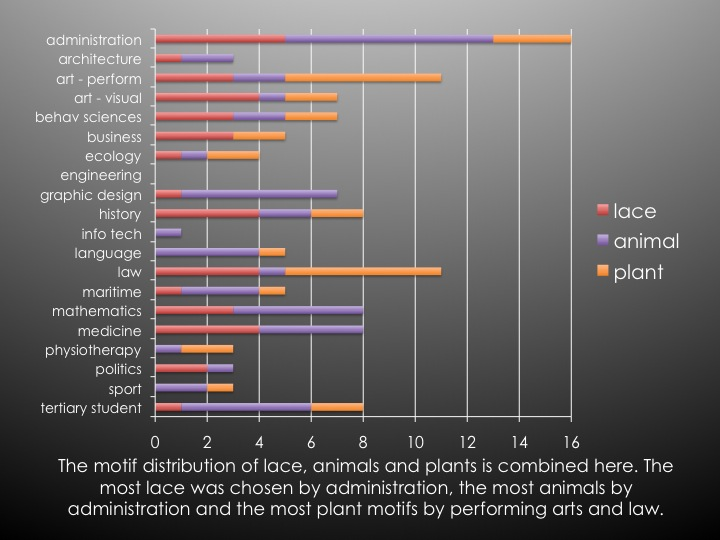 administration
architecture
art - perform
art - visual
behav sciences
business
ecology
engineering
graphic design
history
info tech
language
law
maritime
mathematics
medicine
physiotherapy
politics
sport
tertiary student
0 2 4 6 8 10 12 14 16
lace
animal
plant
The motif distribution of lace, animals and plants is combined here. The
most lace was chosen by administration, the most animals by
administration and the most plant motifs by performing arts and law.